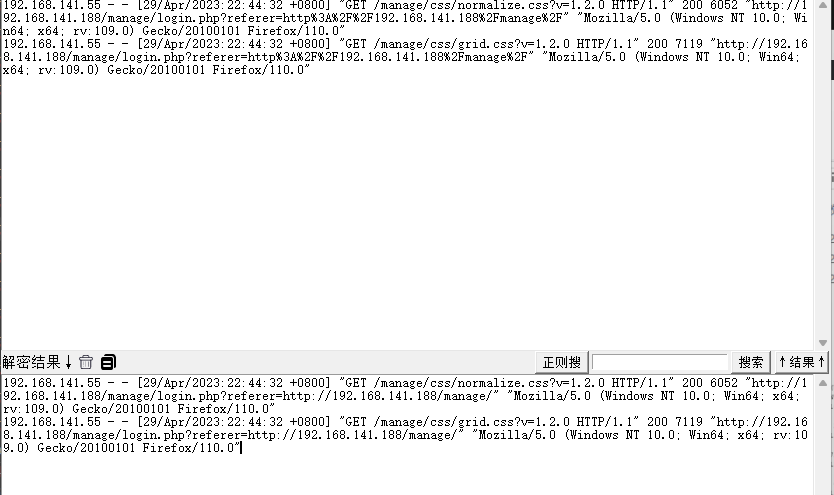 192.168.141.55 - - [29/Apr/2023:22:44:32 +0800] "GET /manage/css/normalize.css?v=1.2.0 HTTP/1.1" 200 6052 "http://1
92.168.141.188/manage/login.php?referer=http%3A%2F%2F192.168.141.188%2Fmanage%2F" "Mozilla/5.0 (Windows NT 10.0; Wi
n64; x64; rv:109.0) Gecko/20100101 Firefox/110.0"
192.168.141.55 - - [29/Apr/2023:22:44:32 +0800] "GET /manage/css/grid.css?v=1.2.0 HTTP/1.1" 200 7119 "http://192.16
8.141.188/manage/login.php?referer=http%3A%2F%2F192.168.141.188%2Fmanage%2F" "Mozilla/5.0 (Windows NT 10.0; Win64;
x64; rv:109.0) Gecko/20100101 Firefox/110.0"
解密结果↓ 正则搜 搜索 ↑结果↑
192.168.141.55 - - [29/Apr/2023:22:44:32 +0800] "GET /manage/css/normalize.css?v=1.2.0 HTTP/1.1" 200 6052 "http://1
92.168.141.188/manage/login.php?referer=http://192.168.141.188/manage/" "Mozilla/5.0 (Windows NT 10.0; Win64; x64;
rv:109.0) Gecko/20100101 Firefox/110.0"
192.168.141.55 - - [29/Apr/2023:22:44:32 +0800] "GET /manage/css/grid.css?v=1.2.0 HTTP/1.1" 200 7119 "http://192.16
8.141.188/manage/login.php?referer=http://192.168.141.188/manage/" "Mozilla/5.0 (Windows NT 10.0; Win64; x64; rv:10
9.0) Gecko/20100101 Firefox/110.0"